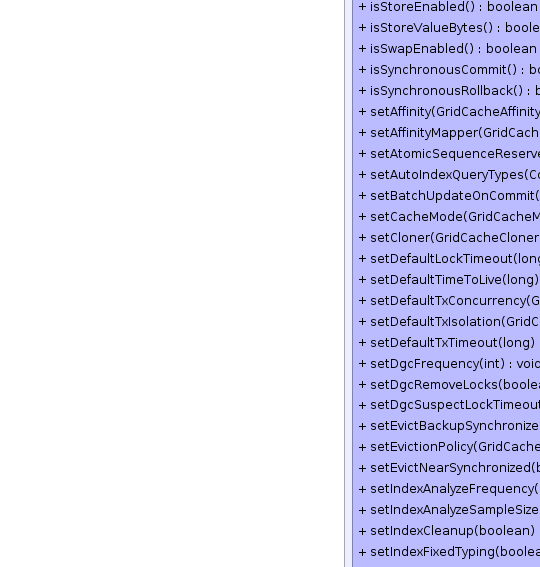 + isStoreEnabled() : boolean
+ isStoreValueBytes() : boole
+ isSwapEnabled() : boolean
+ isSynchronousCommit() : bo
+ isSynchronousRollback() : b
+ setAffinity(GridCacheAffinity
+ setAffinityMapper(GridCach
+ setAtomicSequenceReserve
+ setAutoIndexQueryTypes(Co
+ setBatchUpdateOnCommit(
+ setCacheMode(GridCacheM
+ setCloner(GridCacheCloner
+ setDefaultLockTimeout(long
+ setDefaultTimeToLive(long)
+ setDefaultTxConcurrency(G
+ setDefaultTxIsolation(GridC
+ setDefaultTxTimeout(long)
+ setDgcFrequency(int) : void
+ setDgcRemoveLocks(boolea
+ setDgcSuspectLockTimeout
+ setEvictBackupSynchronize
+ setEvictionPolicy(GridCache
+ setEvictNearSynchronized(b
+ setIndexAnalyzeFrequency(
+ setIndexAnalyzeSampleSize
+ setIndexCleanup(boolean)
+ setIndexFixedTyping(boolea